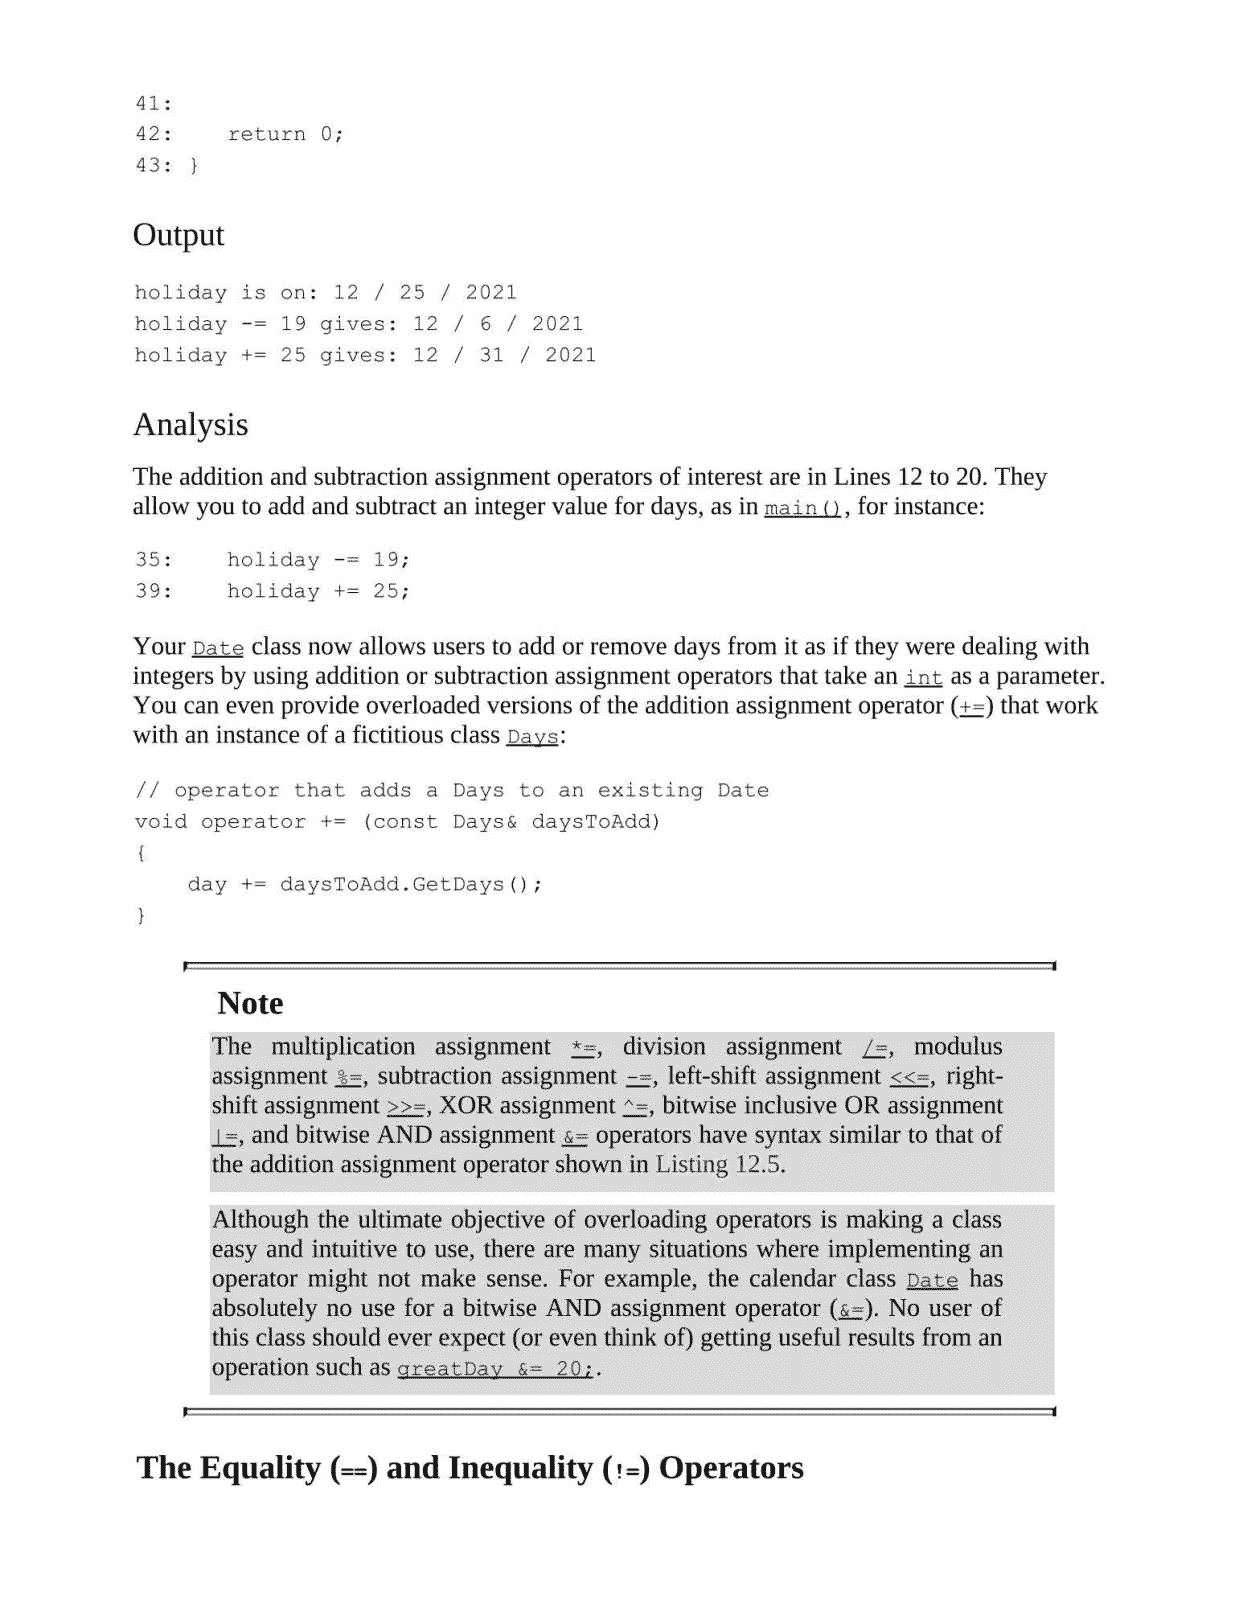 41:
42:    return 0;
43: }
Output
holiday is on: 12 / 25 / 2021
holiday -= 19 gives: 12 / 6 / 2021
holiday += 25 gives: 12 / 31 / 2021
Analysis
The addition and subtraction assignment operators of interest are in Lines 12 to 20. They
allow you to add and subtract an integer value for days, as in main(), for instance:
35:    holiday -= 19;
39:    holiday += 25;
Your Date class now allows users to add or remove days from it as if they were dealing with
integers by using addition or subtraction assignment operators that take an int as a parameter.
You can even provide overloaded versions of the addition assignment operator (+=) that work
with an instance of a fictitious class Days:
// operator that adds a Days to an existing Date
void operator += (const Days& daysToAdd)
{
    day += daysToAdd.GetDays();
}
Note
The multiplication assignment *=, division assignment /=, modulus
assignment %=, subtraction assignment -=, left-shift assignment <<=, right-
shift assignment >>=, XOR assignment ^=, bitwise inclusive OR assignment
|=, and bitwise AND assignment &= operators have syntax similar to that of
the addition assignment operator shown in Listing 12.5.
Although the ultimate objective of overloading operators is making a class
easy and intuitive to use, there are many situations where implementing an
operator might not make sense. For example, the calendar class Date has
absolutely no use for a bitwise AND assignment operator (&=). No user of
this class should ever expect (or even think of) getting useful results from an
operation such as greatDay &= 20;.
The Equality (==) and Inequality (!=) Operators